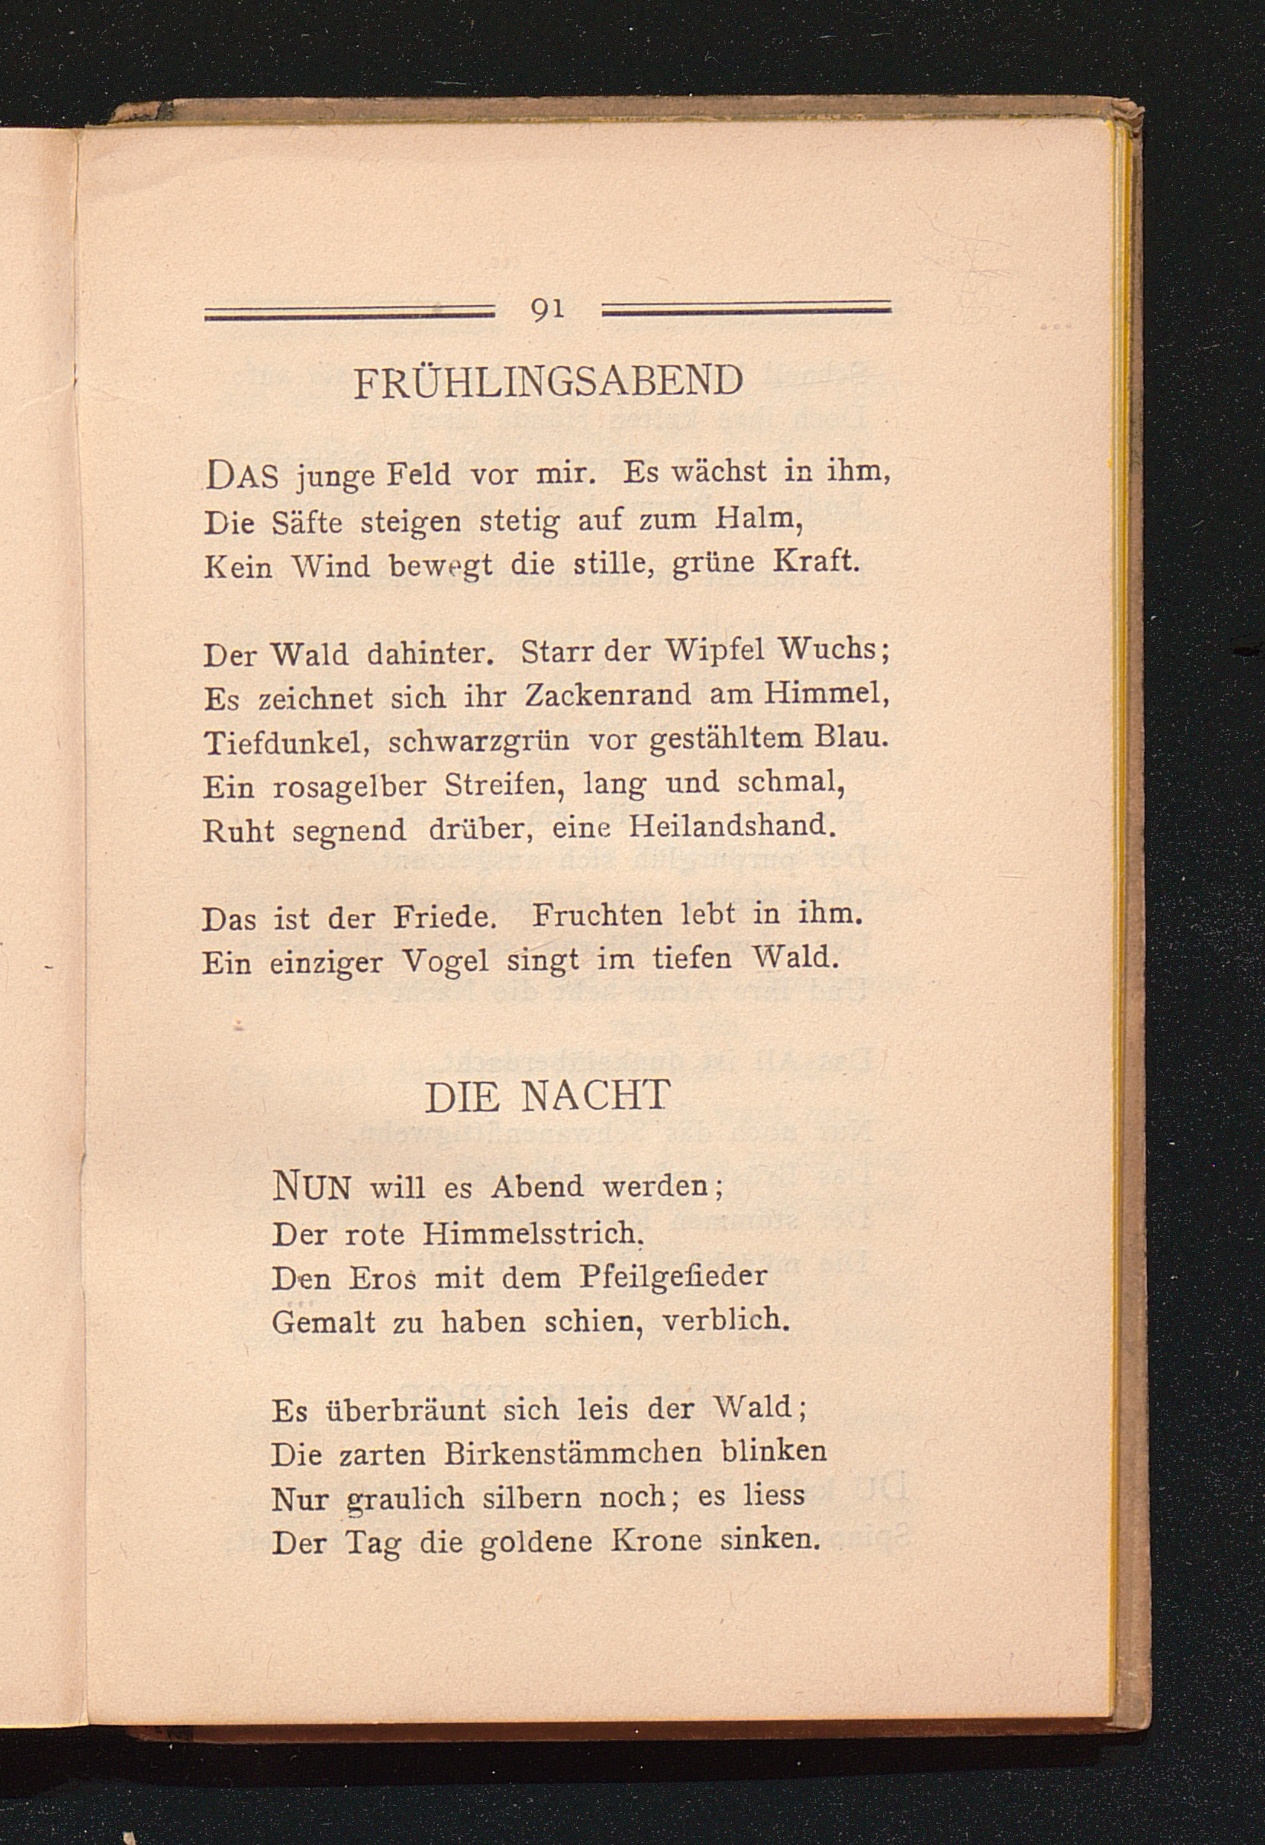 91
FRÜHLINGSABEND
DAS junge Feld vor mir. Es wächst in ihm,
Die Säfte steigen stetig auf zum Halm,
Kein Wind bewegt die stille, grüne Kraft.
Der Wald dahinter. Starr der Wipfel Wuchs;
Es zeichnet sich ihr Zackenrand am Himmel,
Tiefdunkel, schwarzgrün vor gestähltem Blau.
Ein rosagelber Streifen, lang und schmal,
Ruht segnend drüber, eine Heilandshand.
Das ist der Friede. Fruchten lebt in ihm.
Ein einziger Vogel singt im tiefen Wald.
DIE NACHT
NUN will es Abend werden;
Der rote Himmelsstrich.
Den Eros mit dem Pfeilgefieder
Gemalt zu haben schien, verblich.
Es überbräunt sich leis der Wald;
Die zarten Birkenstämmchen blinken
Nur graulich silbern noch; es liess
Der Tag die goldene Krone sinken.